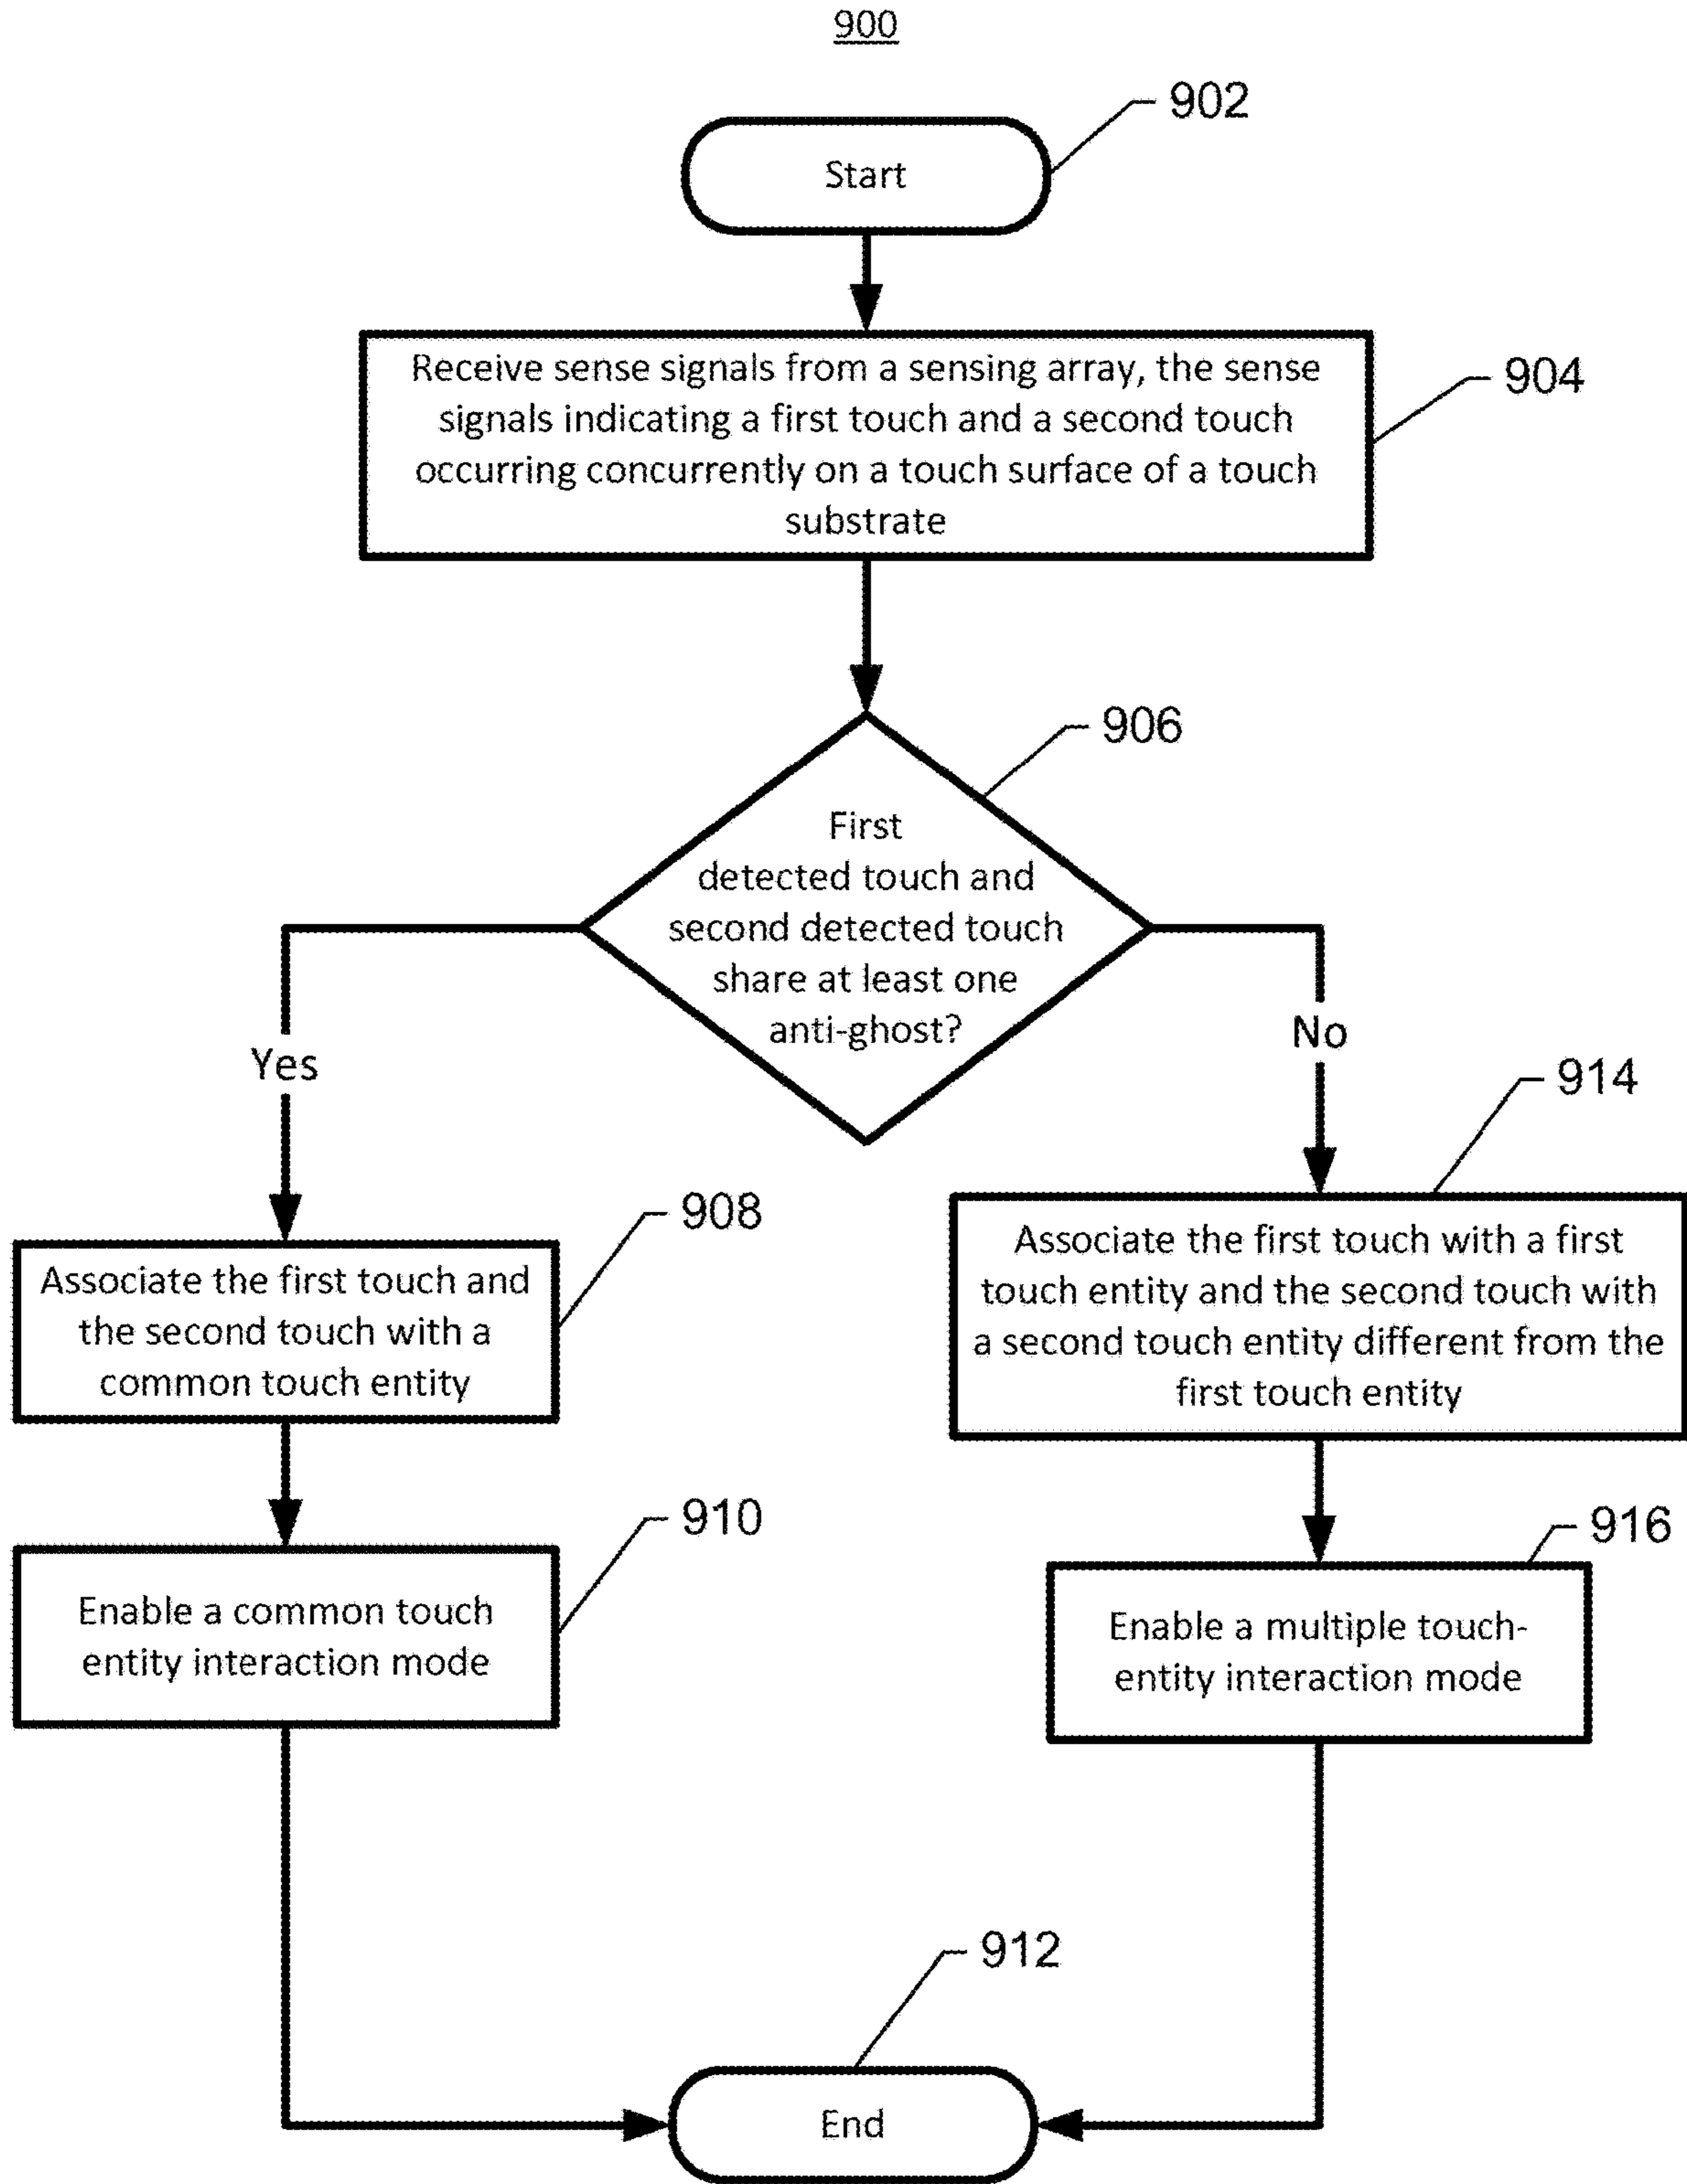 900
902
Start
904
Receive sense signals from a sensing array, the sense
signals indicating a first touch and a second touch
occurring concurrently on a touch surface of a touch
substrate
906
First
detected touch and
second detected touch
share at least one
anti-ghost?
Yes
No
908
Associate the first touch and
the second touch with a
common touch entity
914
Associate the first touch with a first
touch entity and the second touch with
a second touch entity different from the
first touch entity
910
Enable a common touch
entity interaction mode
916
Enable a multiple touch-
entity interaction mode
912
End